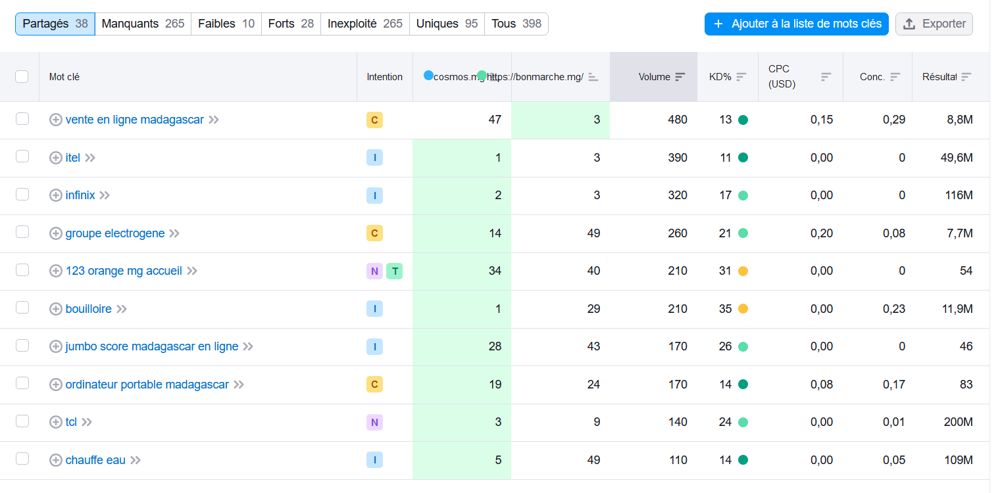 Partagés 38 Manquants 265 Faibles 10 Forts 28 Inexploité 265 Uniques 95 Tous 398 + Ajouter à la liste de mots clés Exporter
Mot clé Intention cosmos.mg https://bonmarche.mg/ Volume KD% CPC (USD) Conc. Résultat
vente en ligne madagascar C 47 3 480 13 0,15 0,29 8,8M
itel I 1 3 390 11 0,00 0 49,6M
infinix I 2 3 320 17 0,00 0 116M
groupe electrogene C 14 49 260 21 0,20 0,08 7,7M
123 orange mg accueil N T 34 40 210 31 0,00 0 54
bouilloire I 1 29 210 35 0,00 0,23 11,9M
jumbo score madagascar en ligne I 28 43 170 26 0,00 0 46
ordinateur portable madagascar C 19 24 170 14 0,08 0,17 83
tcl N 3 9 140 24 0,00 0,01 200M
chauffe eau I 5 49 110 14 0,00 0,05 109M